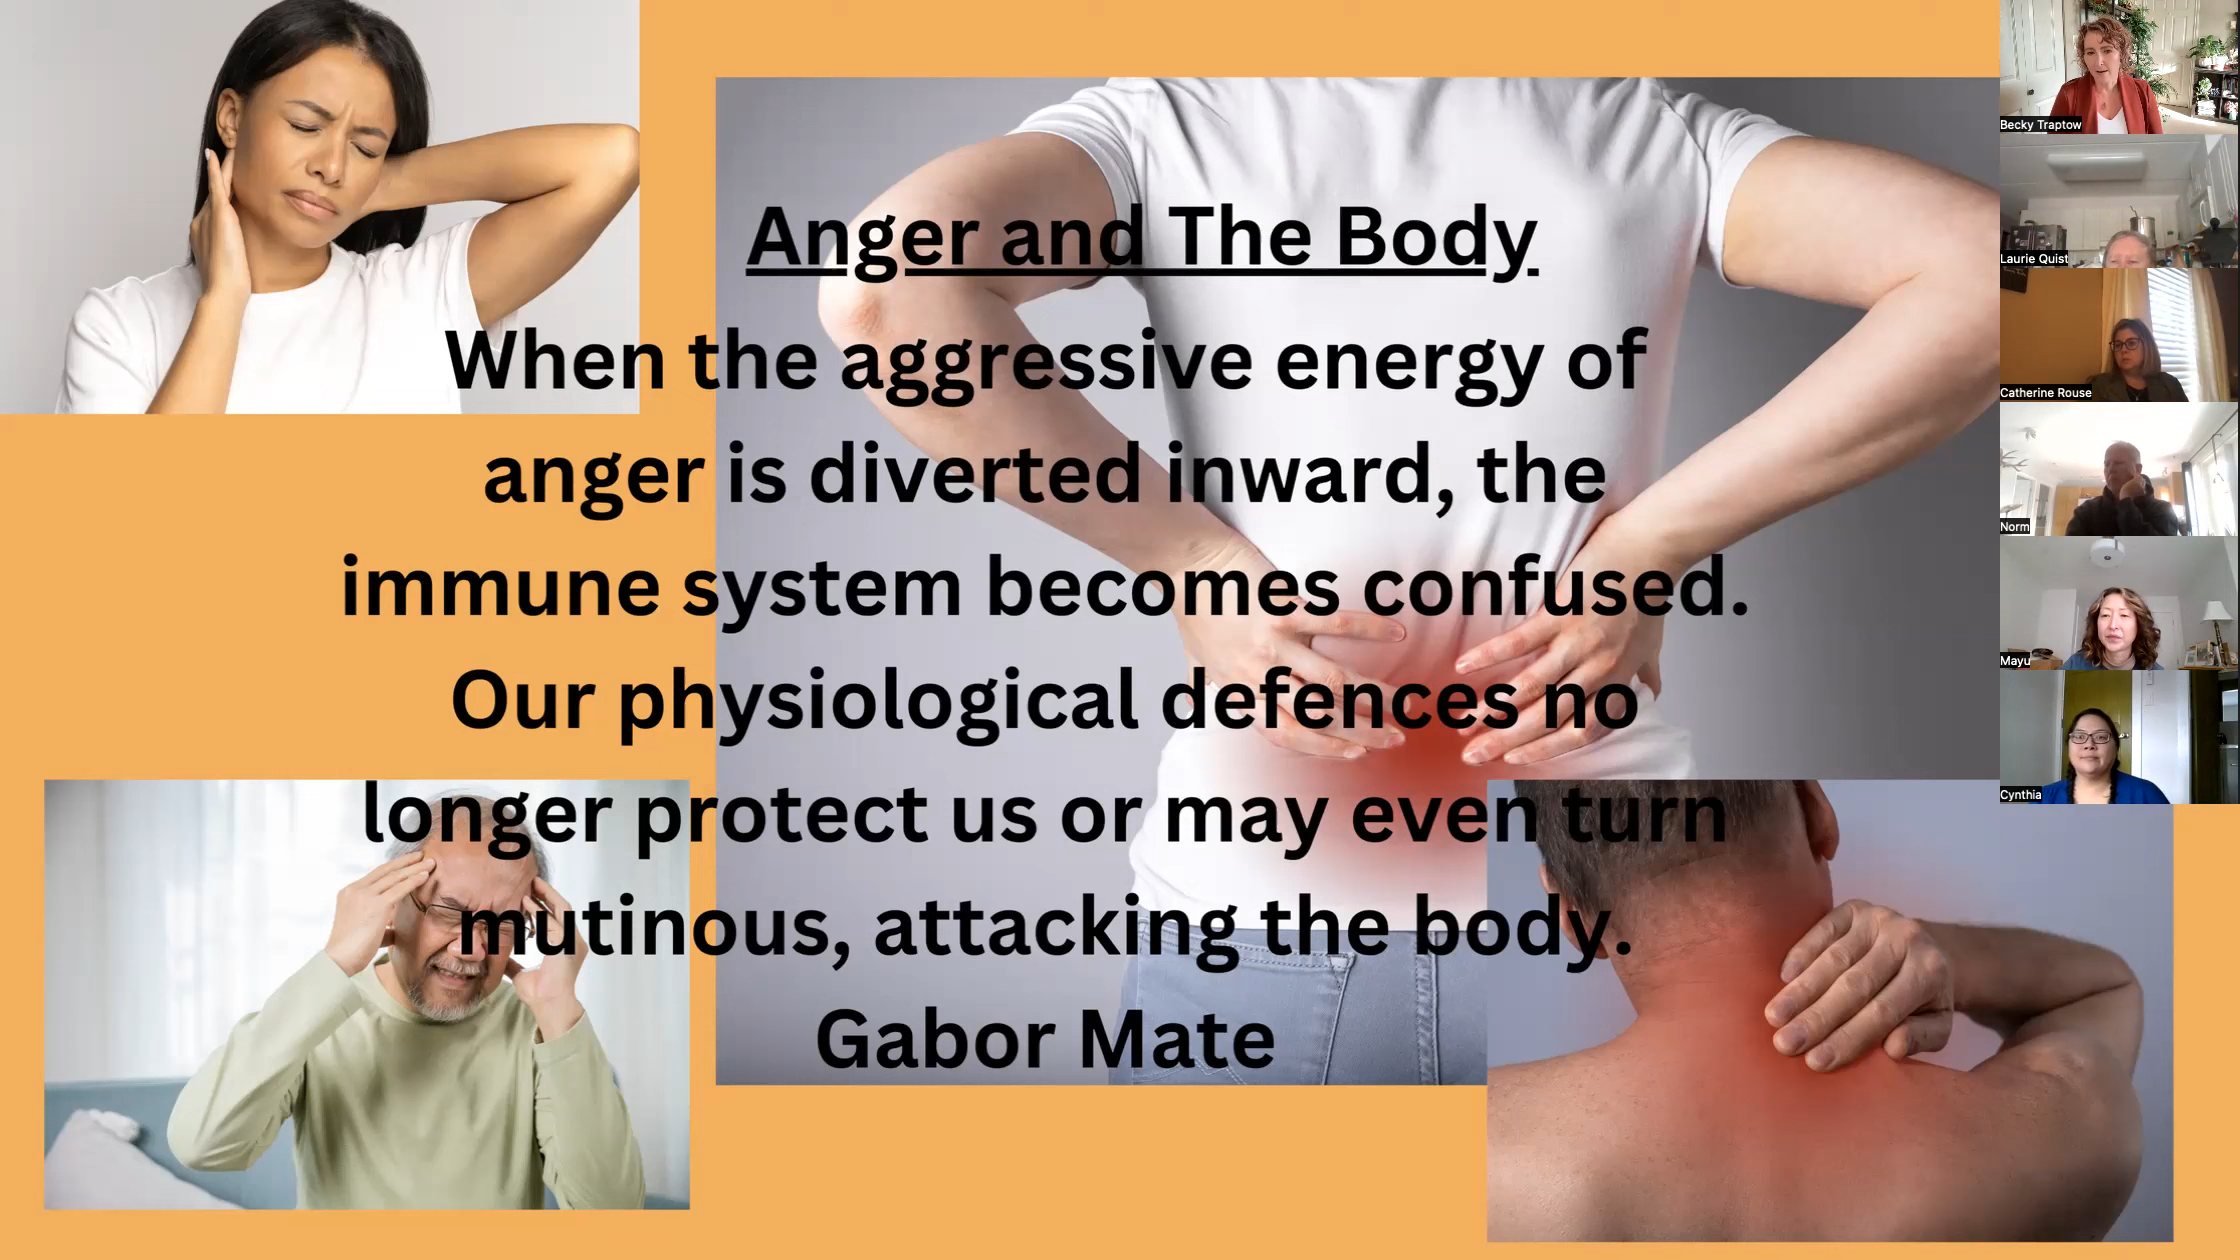 Anger and The Body
When the aggressive energy of
anger is diverted inward, the
immune system becomes confused.
Our physiological defences no
longer protect us or may even turn
mutinous, attacking the body.
Gabor Mate
Becky Traptow
Laurie Quist
Catherine Rouse
Norm
Mayu
Cynthia